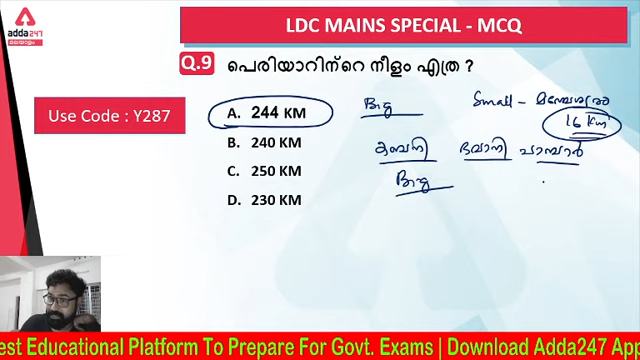 adda247
മലയാളം
LDC MAINS SPECIAL - MCQ
Q.9 പെരിയാറിന്റെ നീളം എത്ര ?
Use Code : Y287
A. 244 KM
B. 240 KM
C. 250 KM
D. 230 KM
Big Small - മഞ്ചേശ്വരം
16 Km
കബനി ഭവാനി പാമ്പാർ
Big
est Educational Platform To Prepare For Govt. Exams | Download Adda247 App